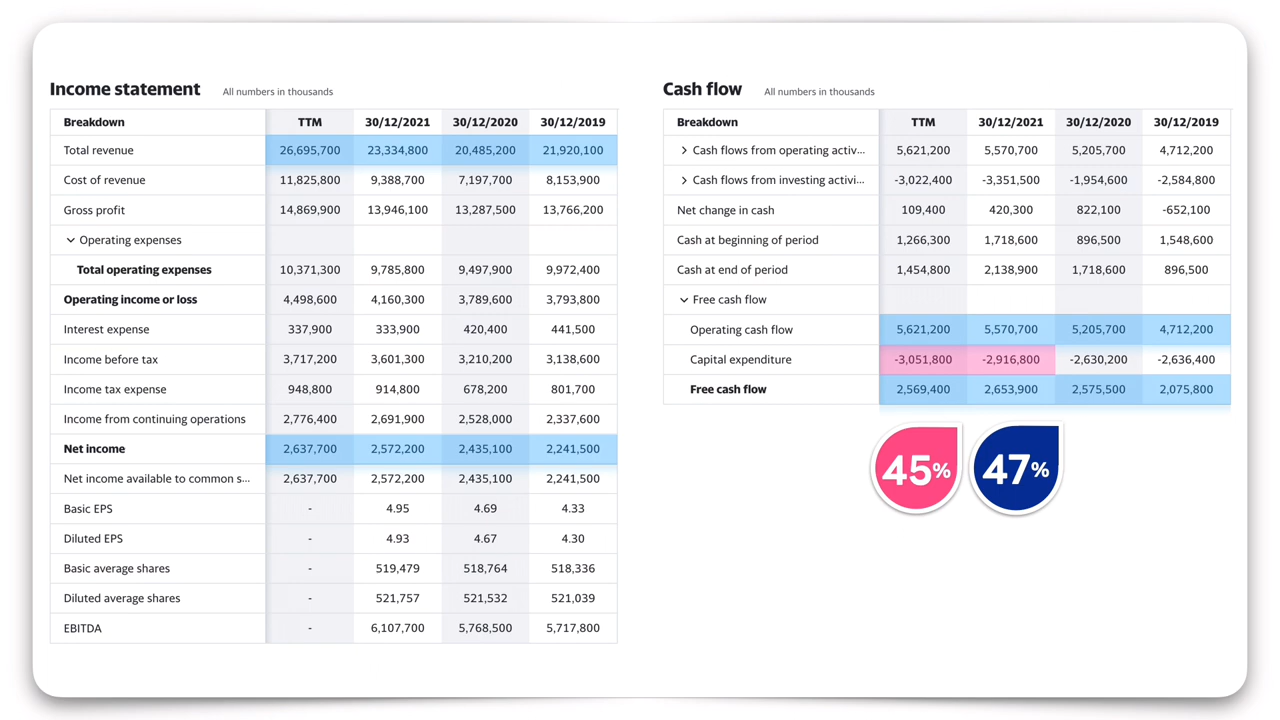 Income statement All numbers in thousands
Breakdown TTM 30/12/2021 30/12/2020 30/12/2019
Total revenue 26,695,700 23,334,800 20,485,200 21,920,100
Cost of revenue 11,825,800 9,388,700 7,197,700 8,153,900
Gross profit 14,869,900 13,946,100 13,287,500 13,766,200
Operating expenses
Total operating expenses 10,371,300 9,785,800 9,497,900 9,972,400
Operating income or loss 4,498,600 4,160,300 3,789,600 3,793,800
Interest expense 337,900 333,900 420,400 441,500
Income before tax 3,717,200 3,601,300 3,210,200 3,138,600
Income tax expense 948,800 914,800 678,200 801,700
Income from continuing operations 2,776,400 2,691,900 2,528,000 2,337,600
Net income 2,637,700 2,572,200 2,435,100 2,241,500
Net income available to common s... 2,637,700 2,572,200 2,435,100 2,241,500
Basic EPS - 4.95 4.69 4.33
Diluted EPS - 4.93 4.67 4.30
Basic average shares - 519,479 518,764 518,336
Diluted average shares - 521,757 521,532 521,039
EBITDA - 6,107,700 5,768,500 5,717,800
Cash flow All numbers in thousands
Breakdown TTM 30/12/2021 30/12/2020 30/12/2019
Cash flows from operating activ... 5,621,200 5,570,700 5,205,700 4,712,200
Cash flows from investing activi... -3,022,400 -3,351,500 -1,954,600 -2,584,800
Net change in cash 109,400 420,300 822,100 -652,100
Cash at beginning of period 1,266,300 1,718,600 896,500 1,548,600
Cash at end of period 1,454,800 2,138,900 1,718,600 896,500
Free cash flow
Operating cash flow 5,621,200 5,570,700 5,205,700 4,712,200
Capital expenditure -3,051,800 -2,916,800 -2,630,200 -2,636,400
Free cash flow 2,569,400 2,653,900 2,575,500 2,075,800
45% 47%